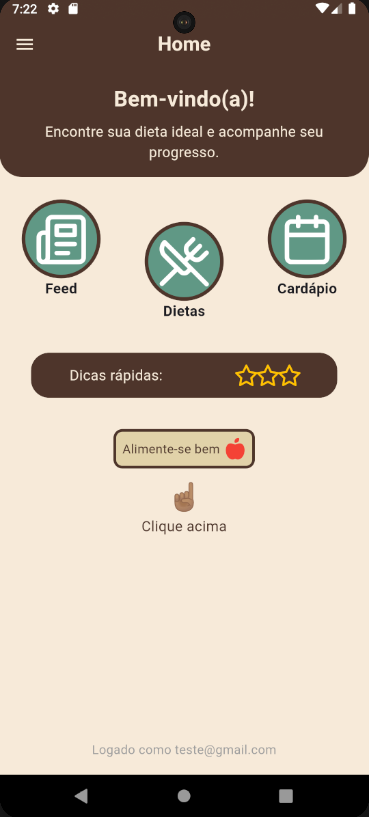 7:22
Home
Bem-vindo(a)!
Encontre sua dieta ideal e acompanhe seu
progresso.
Feed
Cardápio
Dietas
Dicas rápidas:
Alimente-se bem
Clique acima
Logado como teste@gmail.com